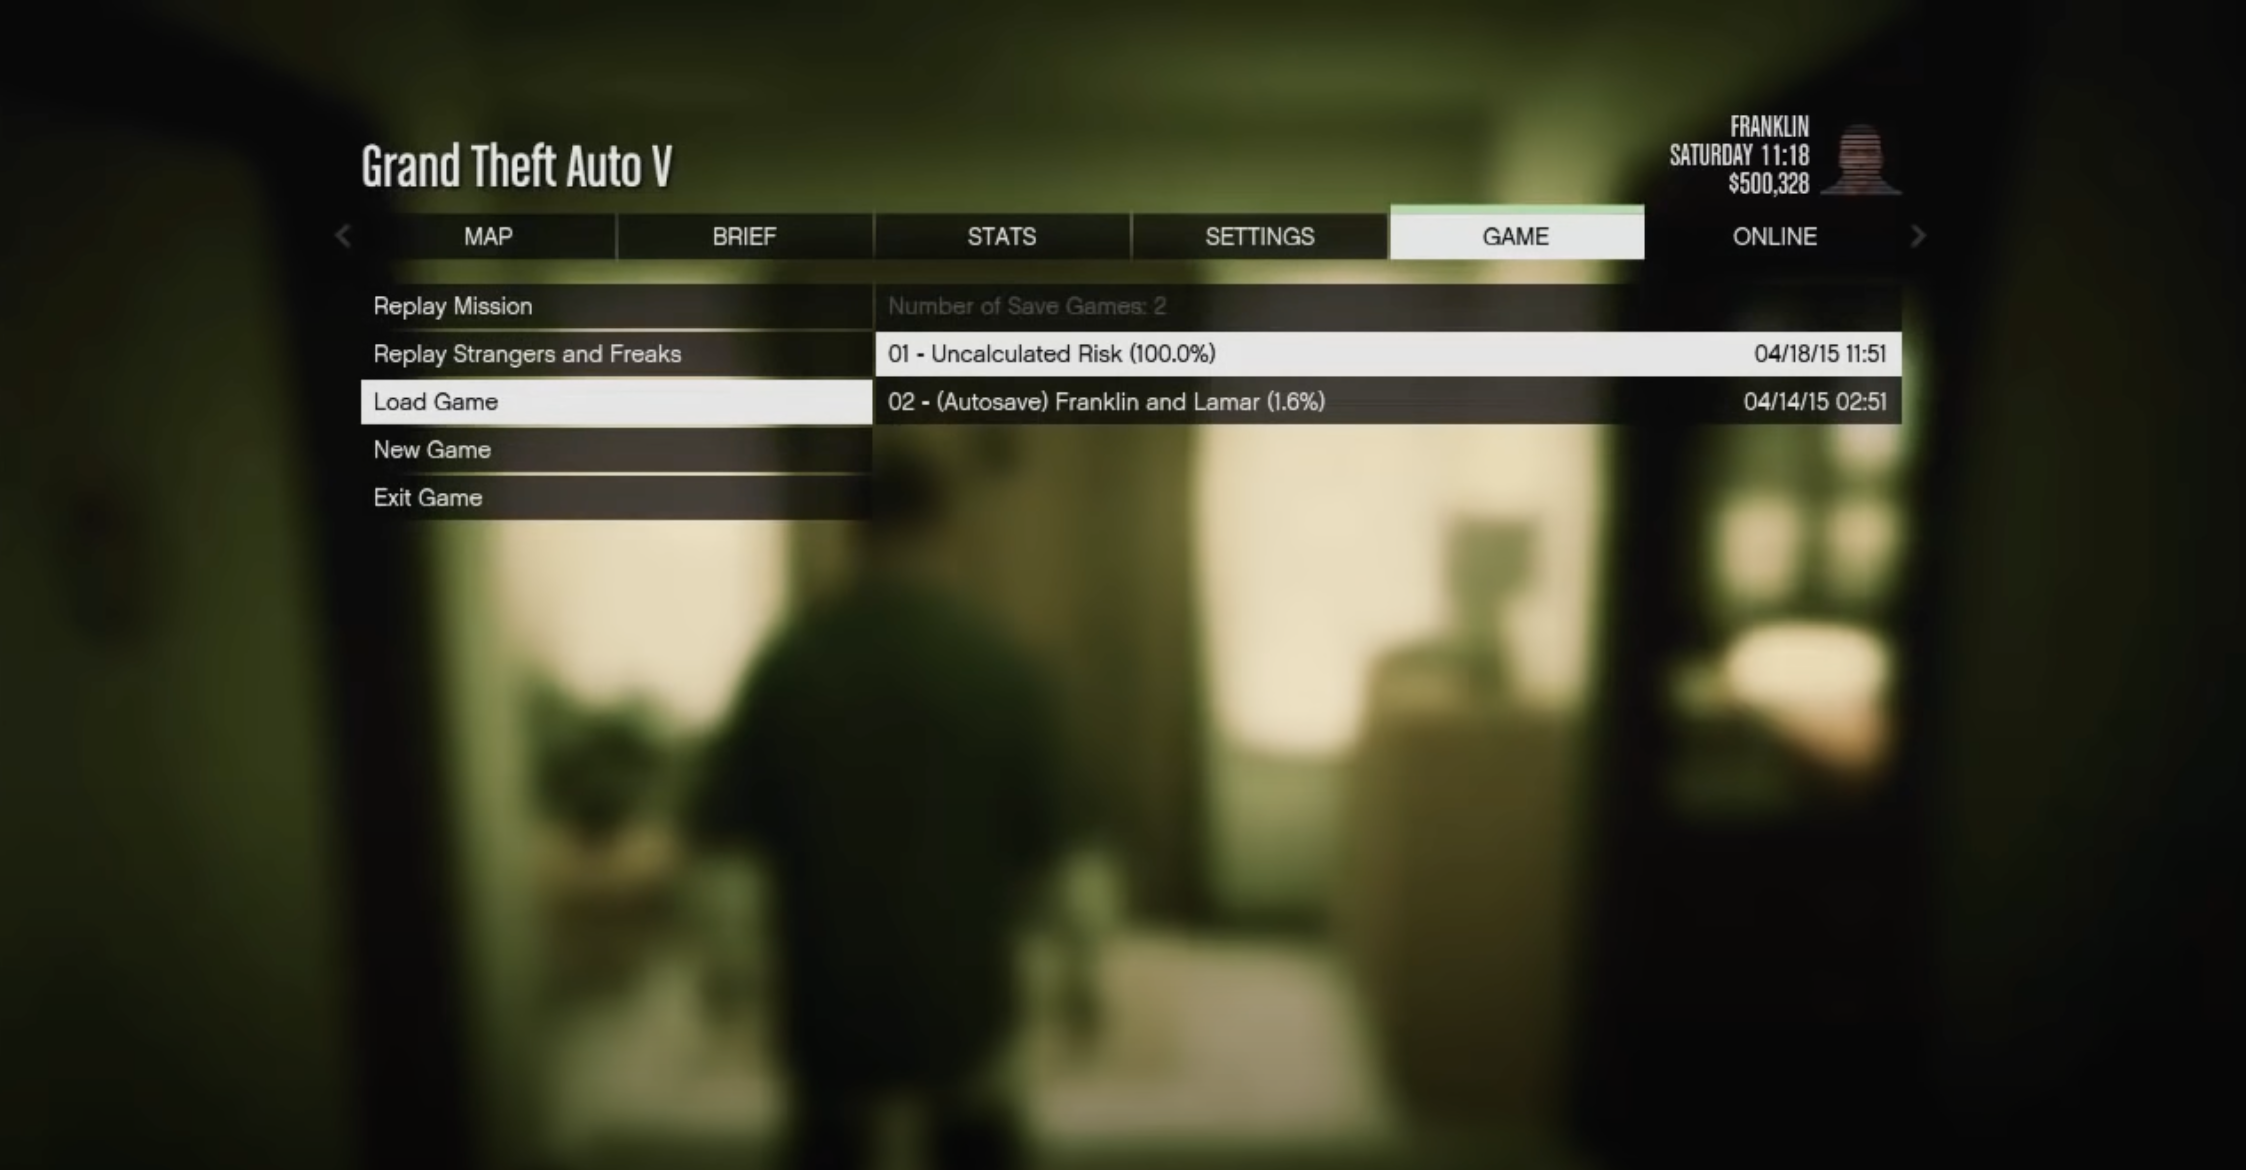 Grand Theft Auto V
FRANKLIN
SATURDAY 11:18
$500,328
MAP
BRIEF
STATS
SETTINGS
GAME
ONLINE
Replay Mission
Replay Strangers and Freaks
Load Game
New Game
Exit Game
Number of Save Games: 2
01 - Uncalculated Risk (100.0%) 04/18/15 11:51
02 - (Autosave) Franklin and Lamar (1.6%) 04/14/15 02:51